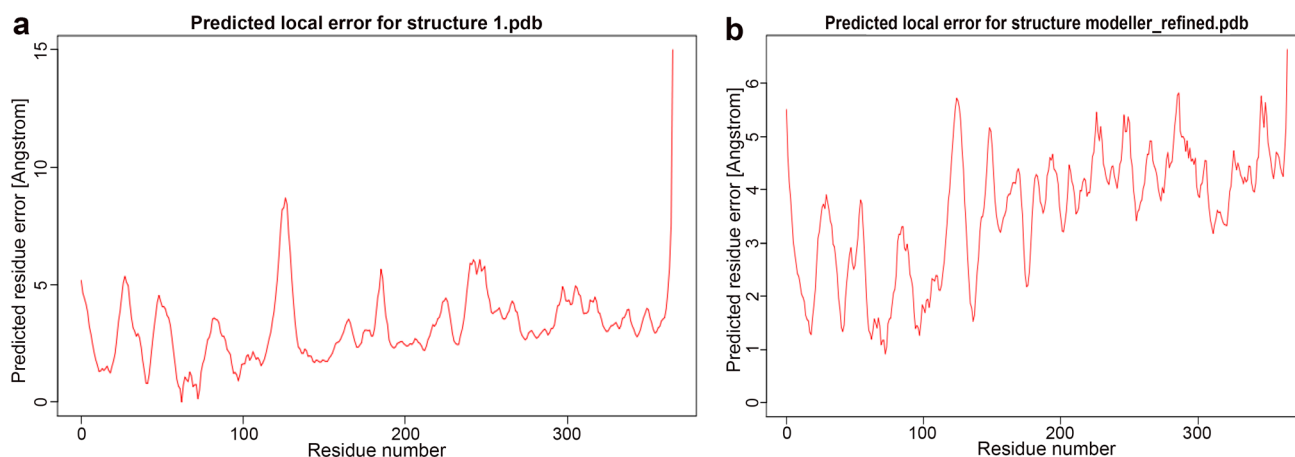 a
Predicted local error for structure 1.pdb
15
10
5
0
Predicted residue error [Angstrom]
0 100 200 300
Residue number
b
Predicted local error for structure modeller_refined.pdb
6
5
4
3
2
1
0
Predicted residue error [Angstrom]
0 100 200 300
Residue number